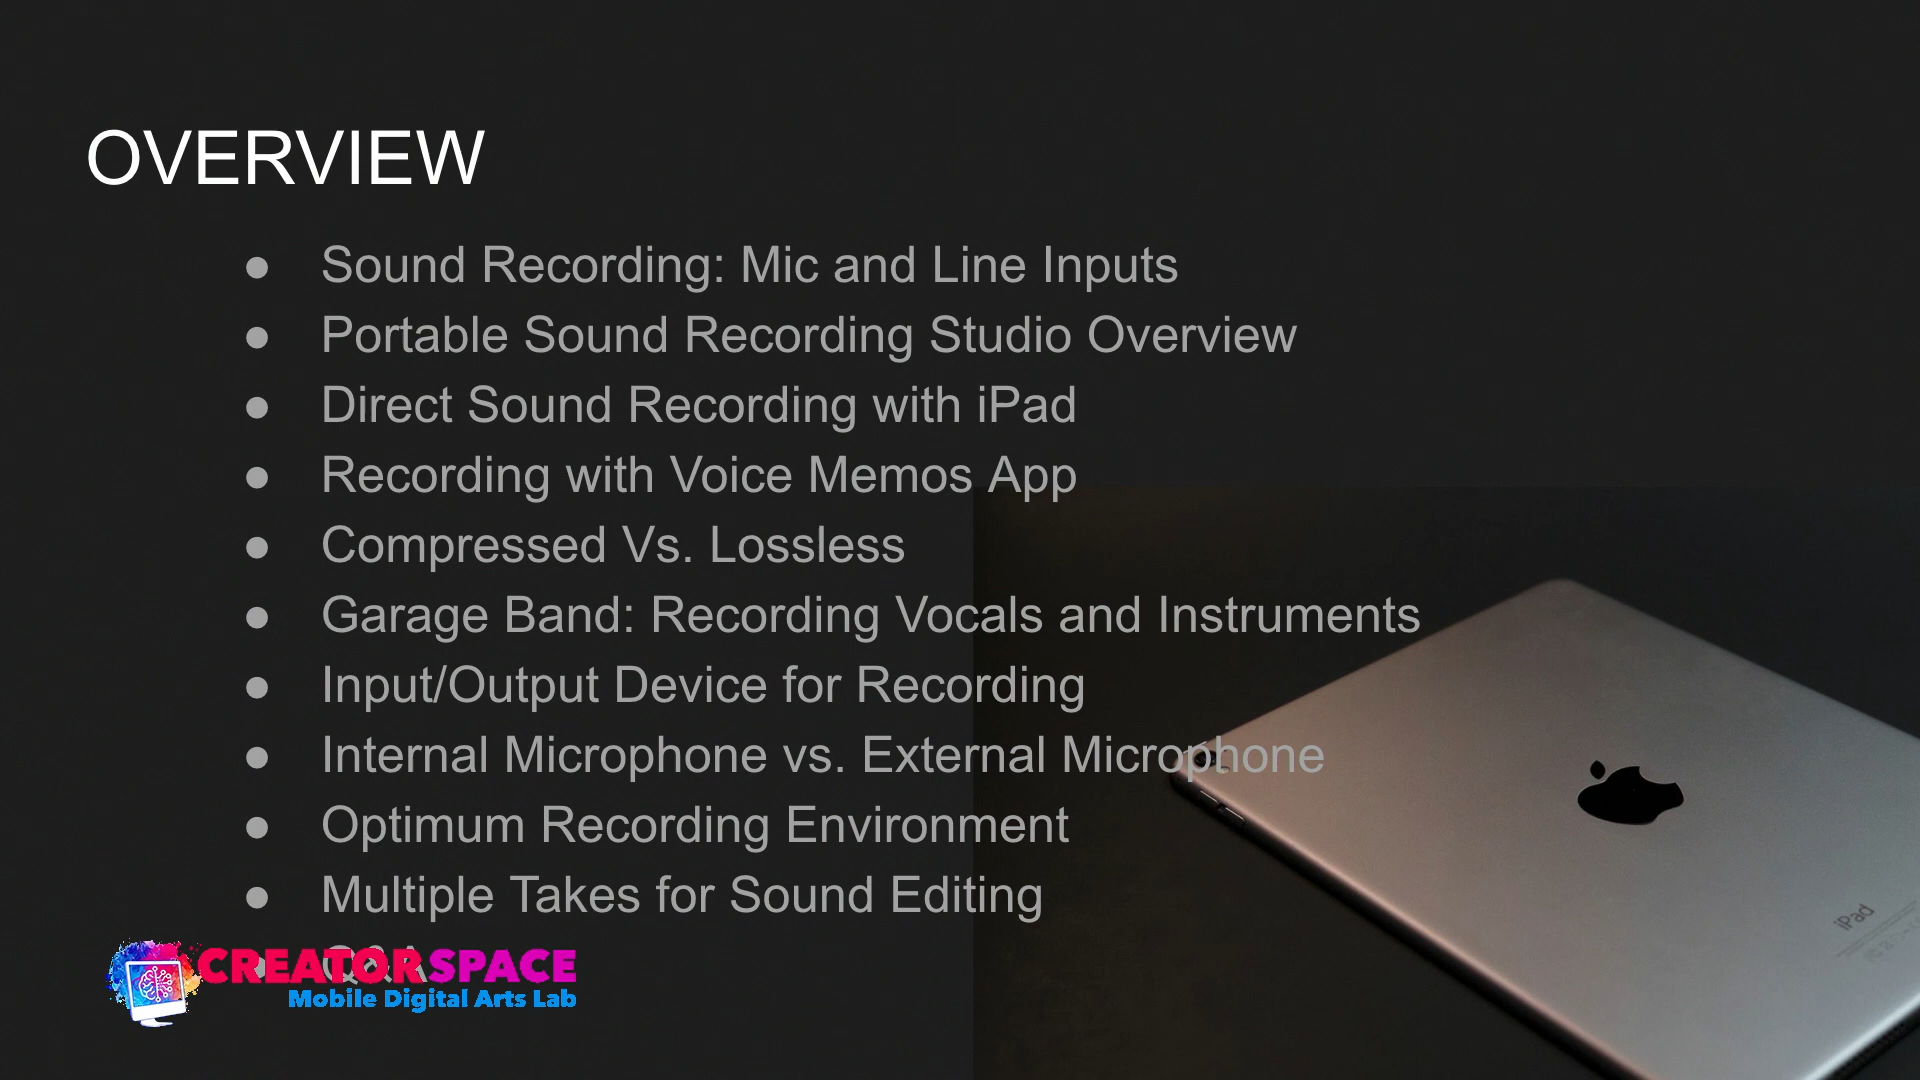 OVERVIEW
● Sound Recording: Mic and Line Inputs
● Portable Sound Recording Studio Overview
● Direct Sound Recording with iPad
● Recording with Voice Memos App
● Compressed Vs. Lossless
● Garage Band: Recording Vocals and Instruments
● Input/Output Device for Recording
● Internal Microphone vs. External Microphone
● Optimum Recording Environment
● Multiple Takes for Sound Editing
● Q&A
CREATORSPACE
Mobile Digital Arts Lab
iPad